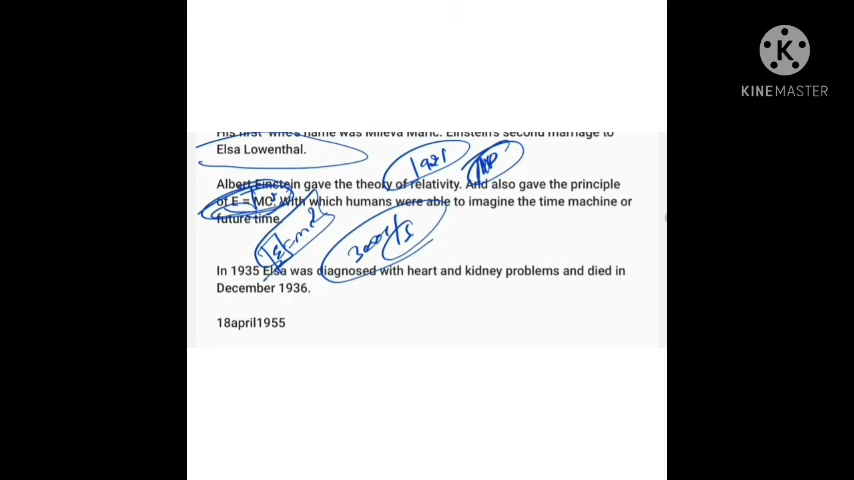 KINEMASTER
His first wife's name was Mileva Maric. Einstein's second marriage to
Elsa Lowenthal.
1921
Albert Einstein gave the theory of relativity. And also gave the principle
of E = MC. With which humans were able to imagine the time machine or
future time.
E=mc2
In 1935 Elsa was diagnosed with heart and kidney problems and died in
December 1936.
18april1955